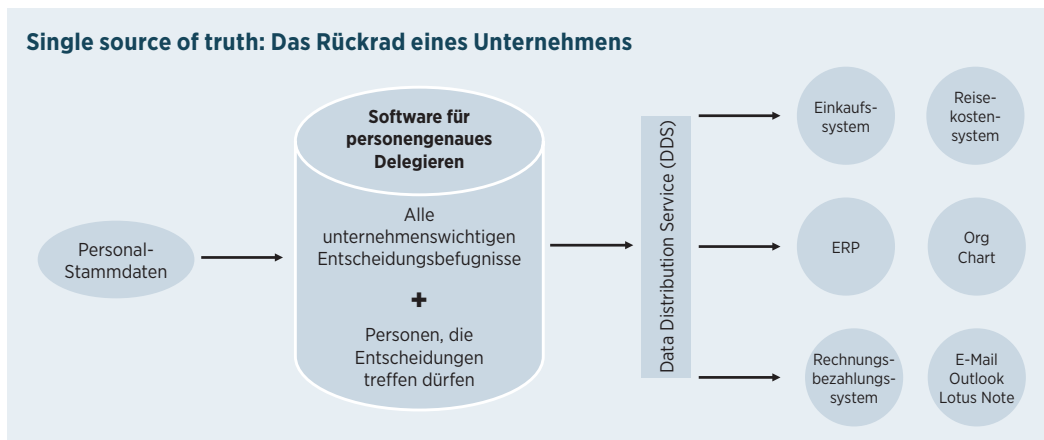 Single source of truth: Das Rückrad eines Unternehmens
Personal-
Stammdaten
Software für
personengenaues
Delegieren
Alle
unternehmenswichtigen
Entscheidungsbefugnisse
+
Personen, die
Entscheidungen
treffen dürfen
Data Distribution Service (DDS)
Einkaufs-
system
Reise-
kosten-
system
ERP
Org
Chart
Rechnungs-
bezahlungs-
system
E-Mail
Outlook
Lotus Note